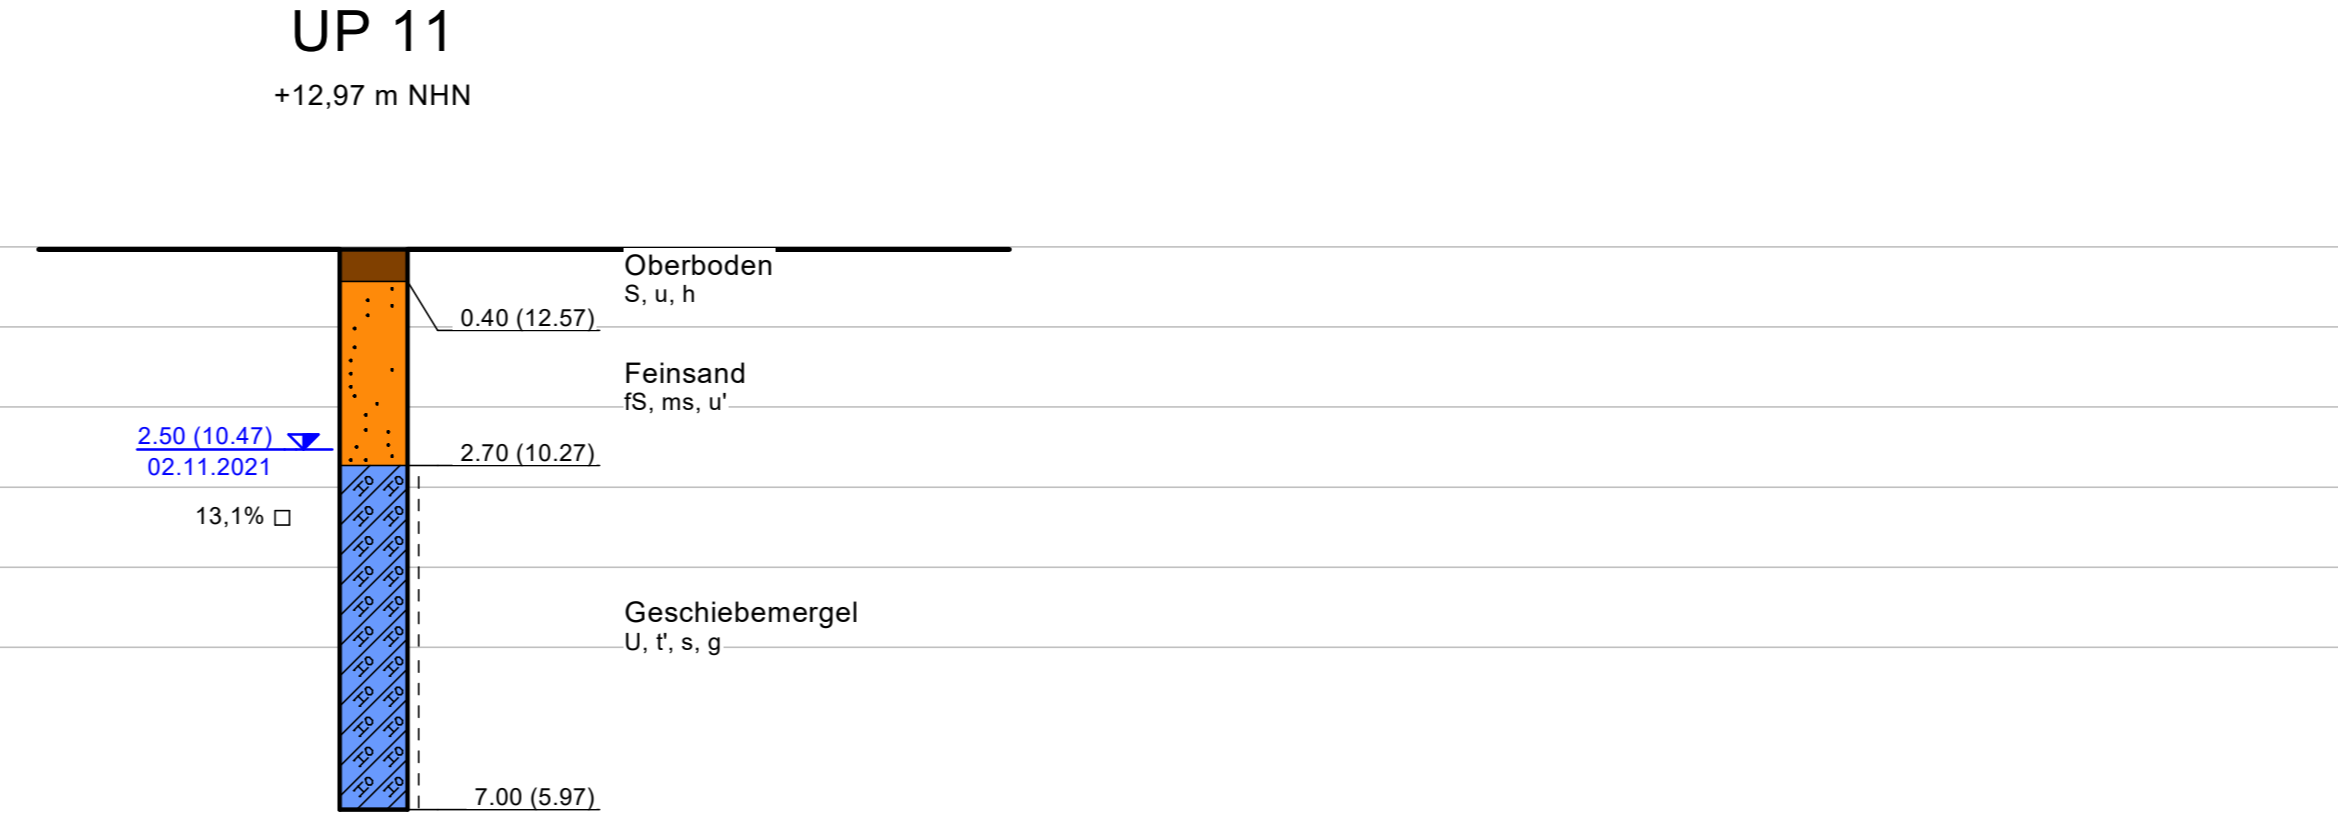 UP 11
+12,97 m NHN
Oberboden
S, u, h
0.40 (12.57)
Feinsand
fS, ms, u'
2.50 (10.47)
02.11.2021
2.70 (10.27)
13,1%
Geschiebemergel
U, t', s, g
7.00 (5.97)